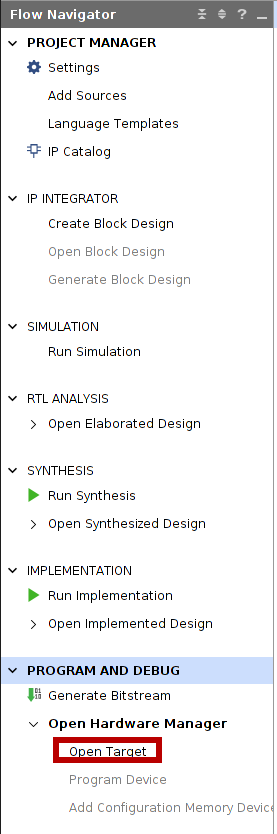 Flow Navigator
?
PROJECT MANAGER
Settings
Add Sources
Language Templates
IP Catalog
IP INTEGRATOR
Create Block Design
Open Block Design
Generate Block Design
SIMULATION
Run Simulation
RTL ANALYSIS
Open Elaborated Design
SYNTHESIS
Run Synthesis
Open Synthesized Design
IMPLEMENTATION
Run Implementation
Open Implemented Design
PROGRAM AND DEBUG
Generate Bitstream
Open Hardware Manager
Open Target
Program Device
Add Configuration Memory Device